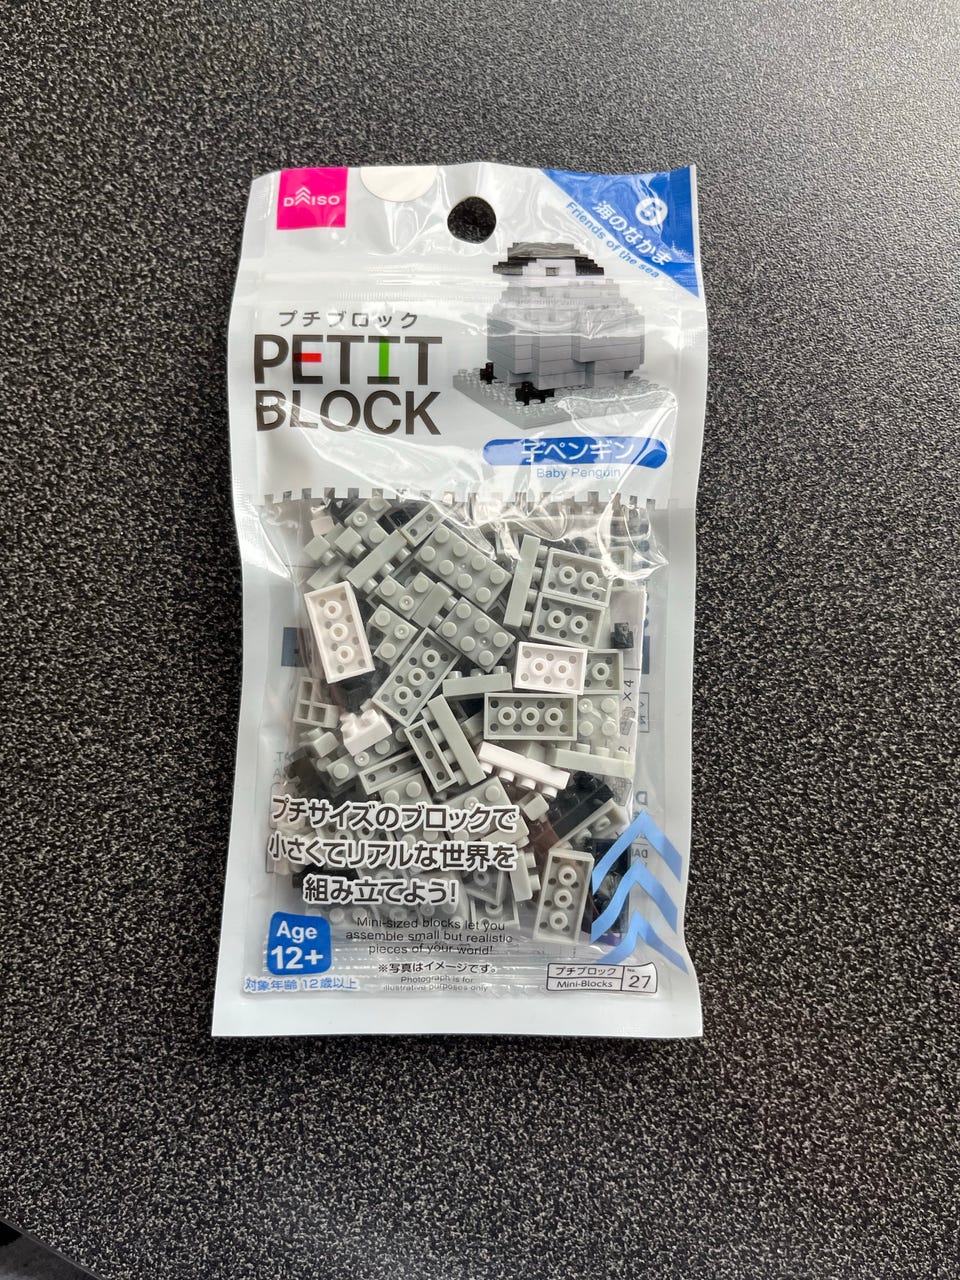 DAISO
5
海のなかま
Friends of the sea
プチブロック
PETIT
BLOCK
子ペンギン
Baby Penguin
プチサイズのブロックで
小さくてリアルな世界を
組み立てよう!
Mini-sized blocks let you
assemble small but realistic
pieces of your world!
Age
12+
対象年齢 12歳以上
※写真はイメージです。
Photograph is for
illustrative purposes only
プチブロック
Mini-Blocks
No.
27